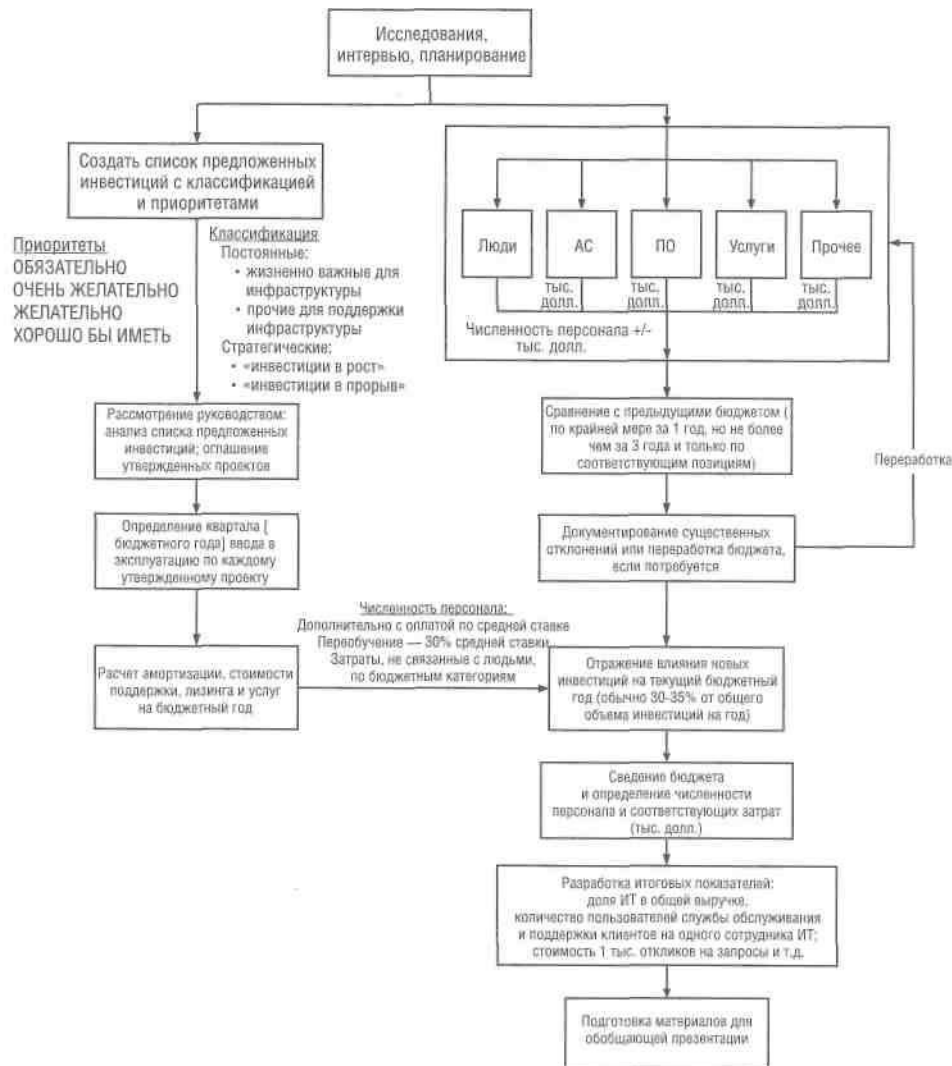 Исследования,
интервью, планирование
Создать список предложенных
инвестиций с классификацией
и приоритетами
Приоритеты
ОБЯЗАТЕЛЬНО
ОЧЕНЬ ЖЕЛАТЕЛЬНО
ЖЕЛАТЕЛЬНО
ХОРОШО БЫ ИМЕТЬ
Классификация
Постоянные:
• жизненно важные для
инфраструктуры
• прочие для поддержки
инфраструктуры
Стратегические:
• «инвестиции в рост»
• «инвестиции в прорыв»
Рассмотрение руководством:
анализ списка предложенных
инвестиций; оглашение
утвержденных проектов
Определение квартала [
бюджетного года] ввода в
эксплуатацию по каждому
утвержденному проекту
Расчет амортизации, стоимости
поддержки, лизинга и услуг
на бюджетный год
Численность персонала:
Дополнительно с оплатой по средней ставке
Переобучение — 30% средней ставки
Затраты, не связанные с людьми,
по бюджетным категориям
Люди
АС
ПО
Услуги
Прочее
тыс.
долл.
тыс.
долл.
тыс.
долл.
тыс.
долл.
Численность персонала +/-
тыс. долл.
Сравнение с предыдущими бюджетом (
по крайней мере за 1 год, но не более
чем за 3 года и только по
соответствующим позициям)
Переработка
Документирование существенных
отклонений или переработка бюджета,
если потребуется
Отражение влияния новых
инвестиций на текущий бюджетный
год (обычно 30-35% от общего
объема инвестиций на год)
Сведение бюджета
и определение численности
персонала и соответствующих затрат
(тыс. долл.)
Разработка итоговых показателей:
доля ИТ в общей выручке,
количество пользователей службы обслуживания
и поддержки клиентов на одного сотрудника ИТ;
стоимость 1 тыс. откликов на запросы и т.д.
Подготовка материалов для
обобщающей презентации